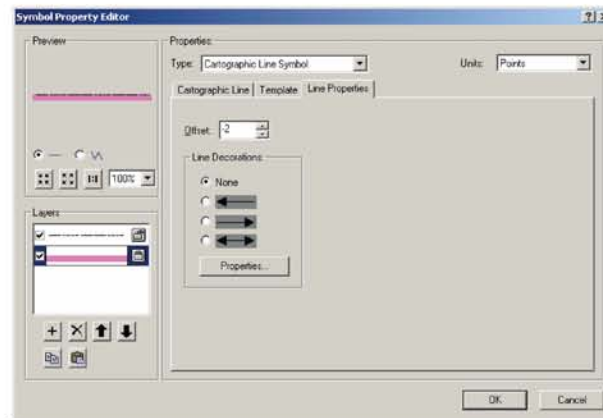 Symbol Property Editor
Preview
100%
Layers
Properties:
Type: Cartographic Line Symbol Units: Points
Cartographic Line Template Line Properties
Offset: -2
Line Decorations
None
Properties...
OK Cancel